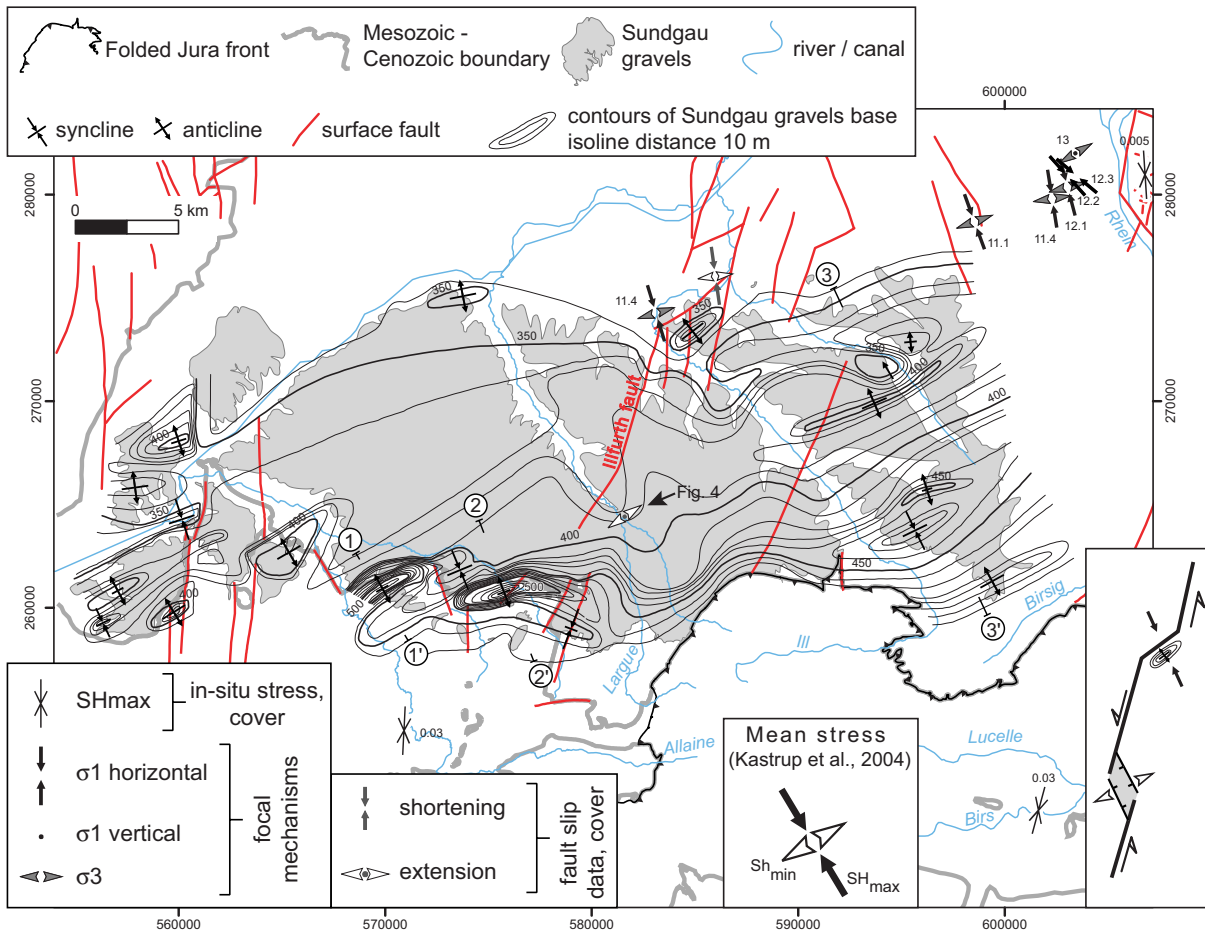 Folded Jura front
Mesozoic -
Cenozoic boundary
Sundgau
gravels
river / canal
syncline
anticline
surface fault
contours of Sundgau gravels base
isoline distance 10 m
600000
280000
280000
0
5 km
13
0.005
12.3
12.2
12.1
11.4
11.1
Rhein
3
350
11.4
350
350
350
400
270000
270000
400
400
Illfurth fault
450
350
Fig. 4
2
400
400
1
500
500
450
400
260000
260000
1'
2'
3'
Birsig
Ill
Largue
Allaine
Lucelle
Birs
0.03
0.03
SHmax
in-situ stress,
cover
σ1 horizontal
σ1 vertical
σ3
focal
mechanisms
shortening
extension
fault slip
data, cover
Mean stress
(Kastrup et al., 2004)
Sh min
SH max
560000
570000
580000
590000
600000